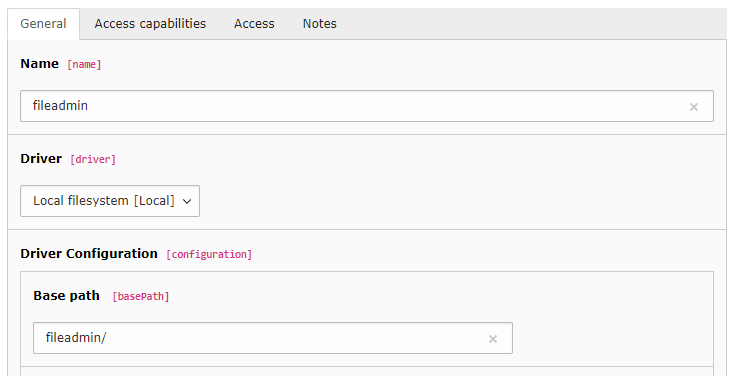 General Access capabilities Access Notes
Name [name]
fileadmin
Driver [driver]
Local filesystem [Local]
Driver Configuration [configuration]
Base path [basePath]
fileadmin/